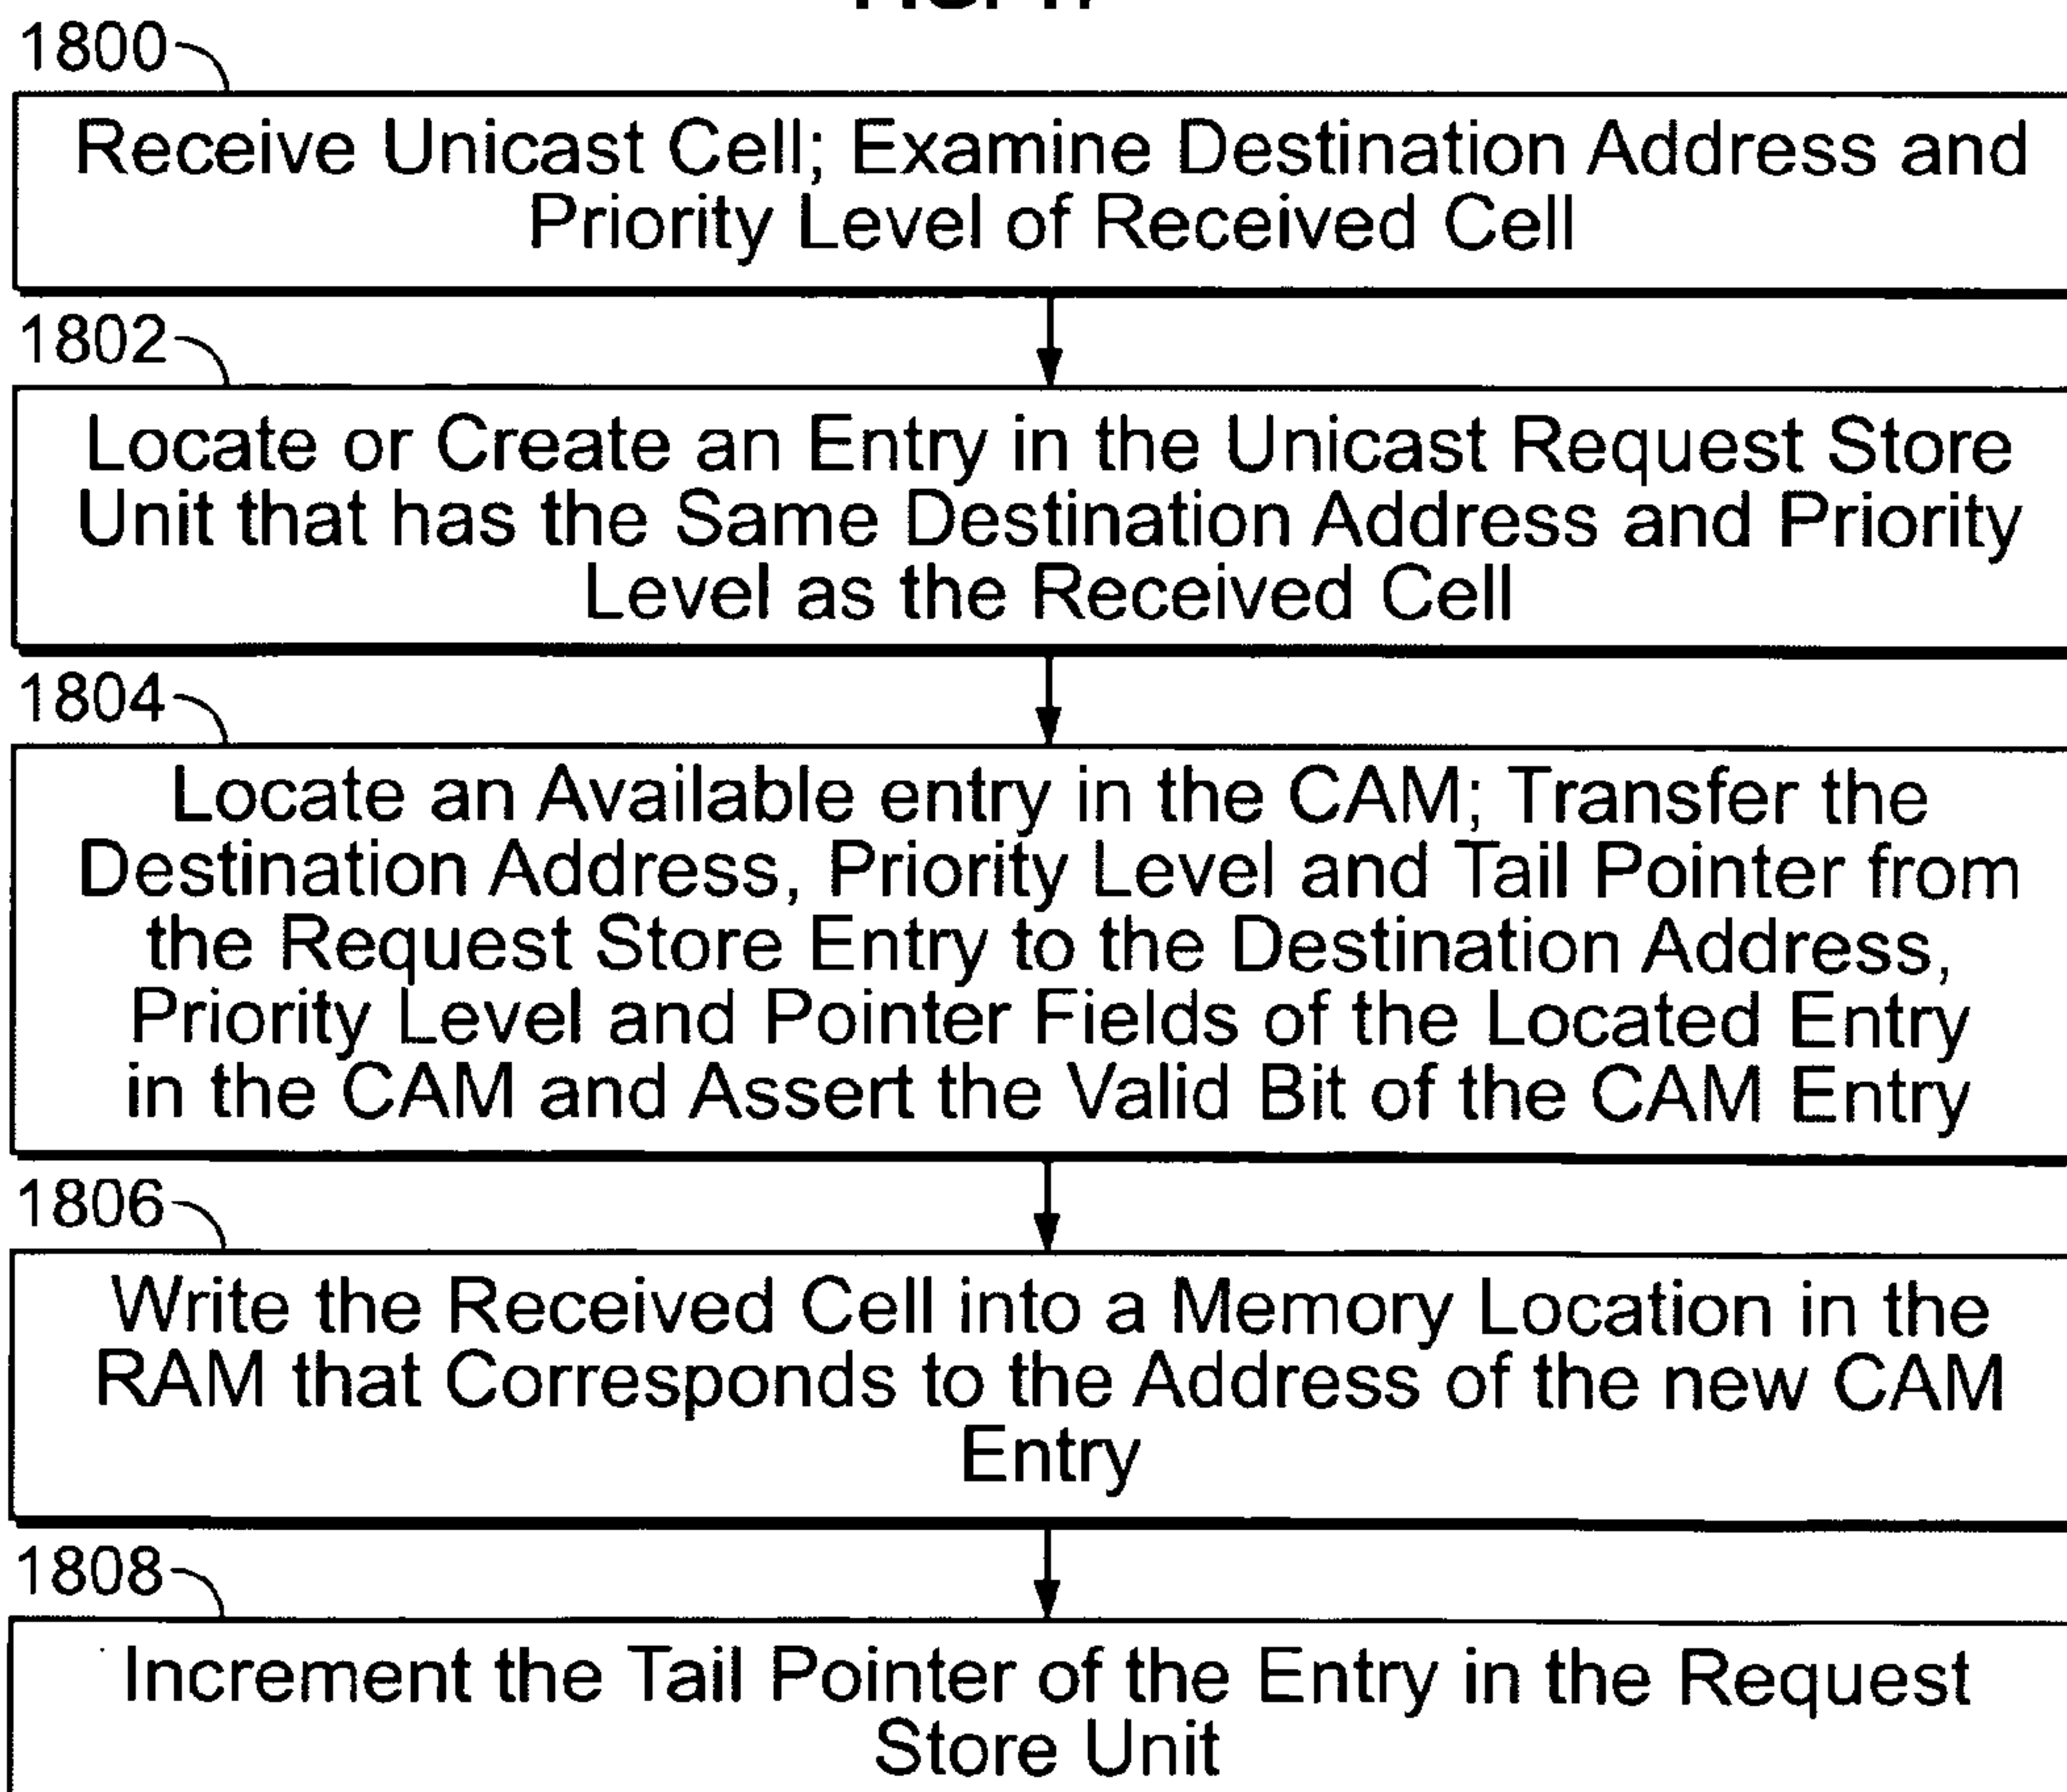 1800
Receive Unicast Cell; Examine Destination Address and
Priority Level of Received Cell
1802
Locate or Create an Entry in the Unicast Request Store
Unit that has the Same Destination Address and Priority
Level as the Received Cell
1804
Locate an Available entry in the CAM; Transfer the
Destination Address, Priority Level and Tail Pointer from
the Request Store Entry to the Destination Address,
Priority Level and Pointer Fields of the Located Entry
in the CAM and Assert the Valid Bit of the CAM Entry
1806
Write the Received Cell into a Memory Location in the
RAM that Corresponds to the Address of the new CAM
Entry
1808
Increment the Tail Pointer of the Entry in the Request
Store Unit